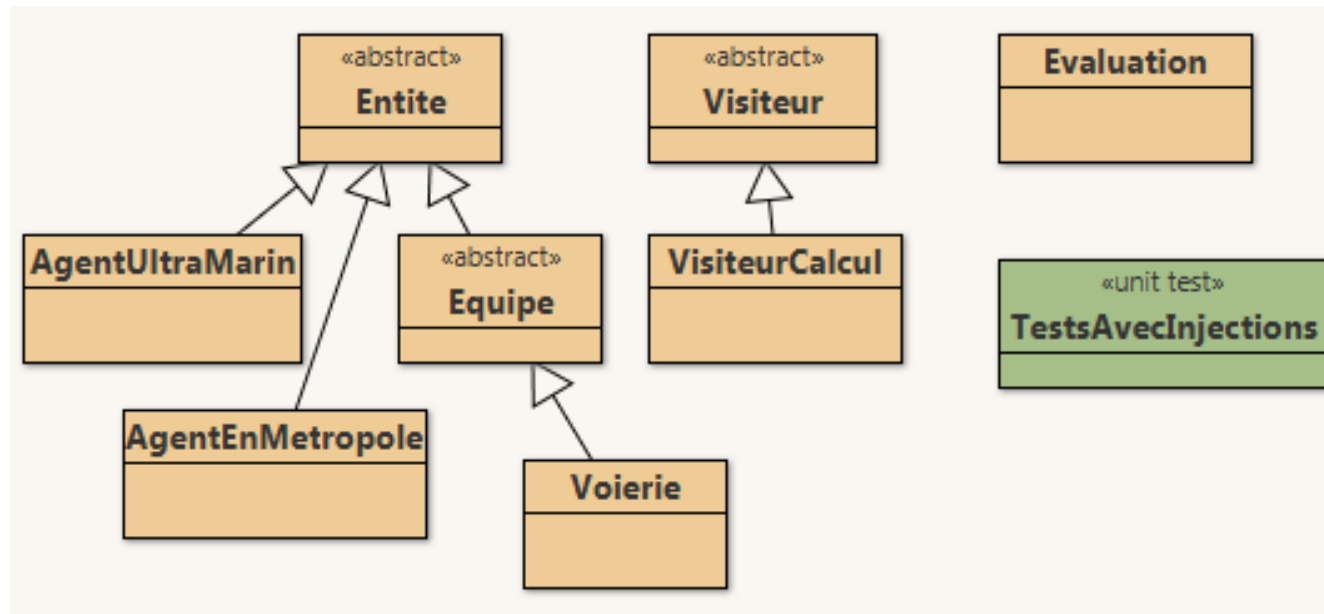 «abstract»
Entite
«abstract»
Visiteur
Evaluation
AgentUltraMarin
«abstract»
Equipe
VisiteurCalcul
«unit test»
TestsAvecInjections
AgentEnMetropole
Voierie